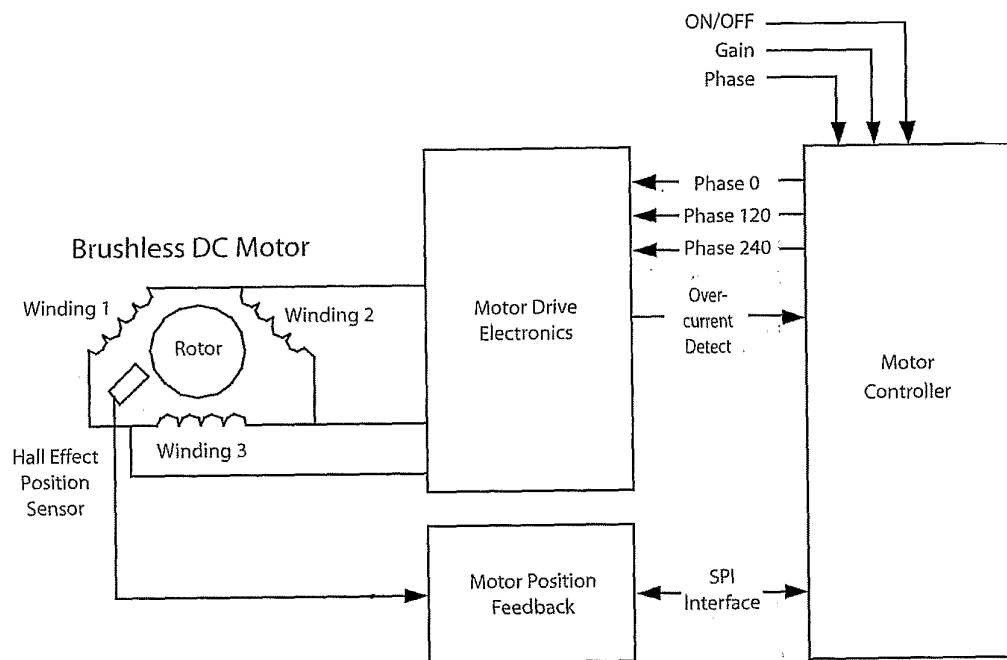 ON/OFF
Gain
Phase
Phase 0
Phase 120
Phase 240
Brushless DC Motor
Winding 1
Winding 2
Rotor
Winding 3
Hall Effect
Position
Sensor
Motor Drive
Electronics
Over-
current
Detect
Motor
Controller
Motor Position
Feedback
SPI
Interface